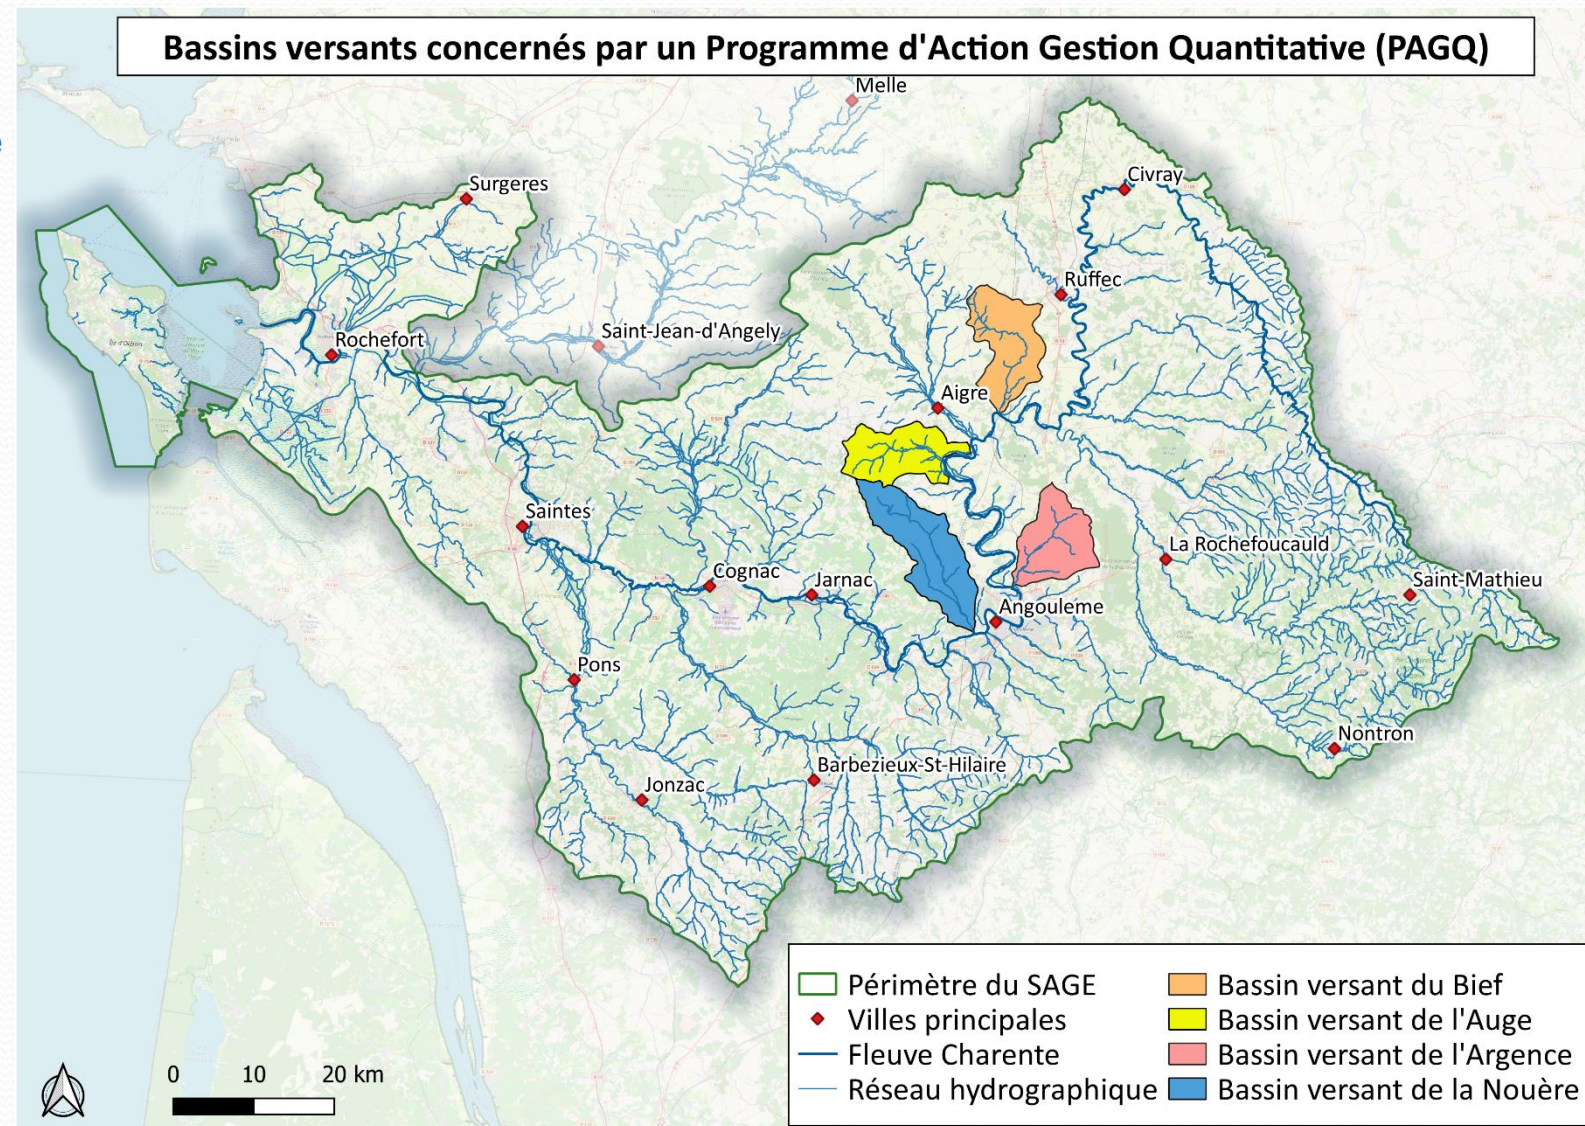 Bassins versants concernés par un Programme d'Action Gestion Quantitative (PAGQ)
Melle
Civray
Surgeres
Ruffec
Saint-Jean-d'Angely
Rochefort
Île d'Oléron
Aigre
Saintes
La Rochefoucauld
Cognac
Jarnac
Saint-Mathieu
Angouleme
Pons
Nontron
Barbezieux-St-Hilaire
Jonzac
Périmètre du SAGE
Villes principales
Fleuve Charente
Réseau hydrographique
Bassin versant du Bief
Bassin versant de l'Auge
Bassin versant de l'Argence
Bassin versant de la Nouère
0 10 20 km